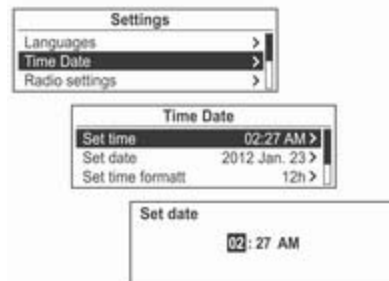 Settings
Languages >
Time Date >
Radio settings >
Time Date
Set time 02:27 AM >
Set date 2012 Jan. 23 >
Set time formatt 12h >
Set date
02 : 27 AM